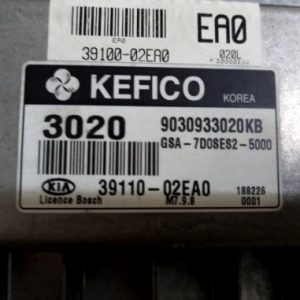 EA0
39100-02EA0
EA0
020L
KEFICO
KOREA
3020
9030933020KB
GSA-7D0SES2-5000
KIA
39110-02EA0
188226
Licence Bosch
M7.9.8
0001